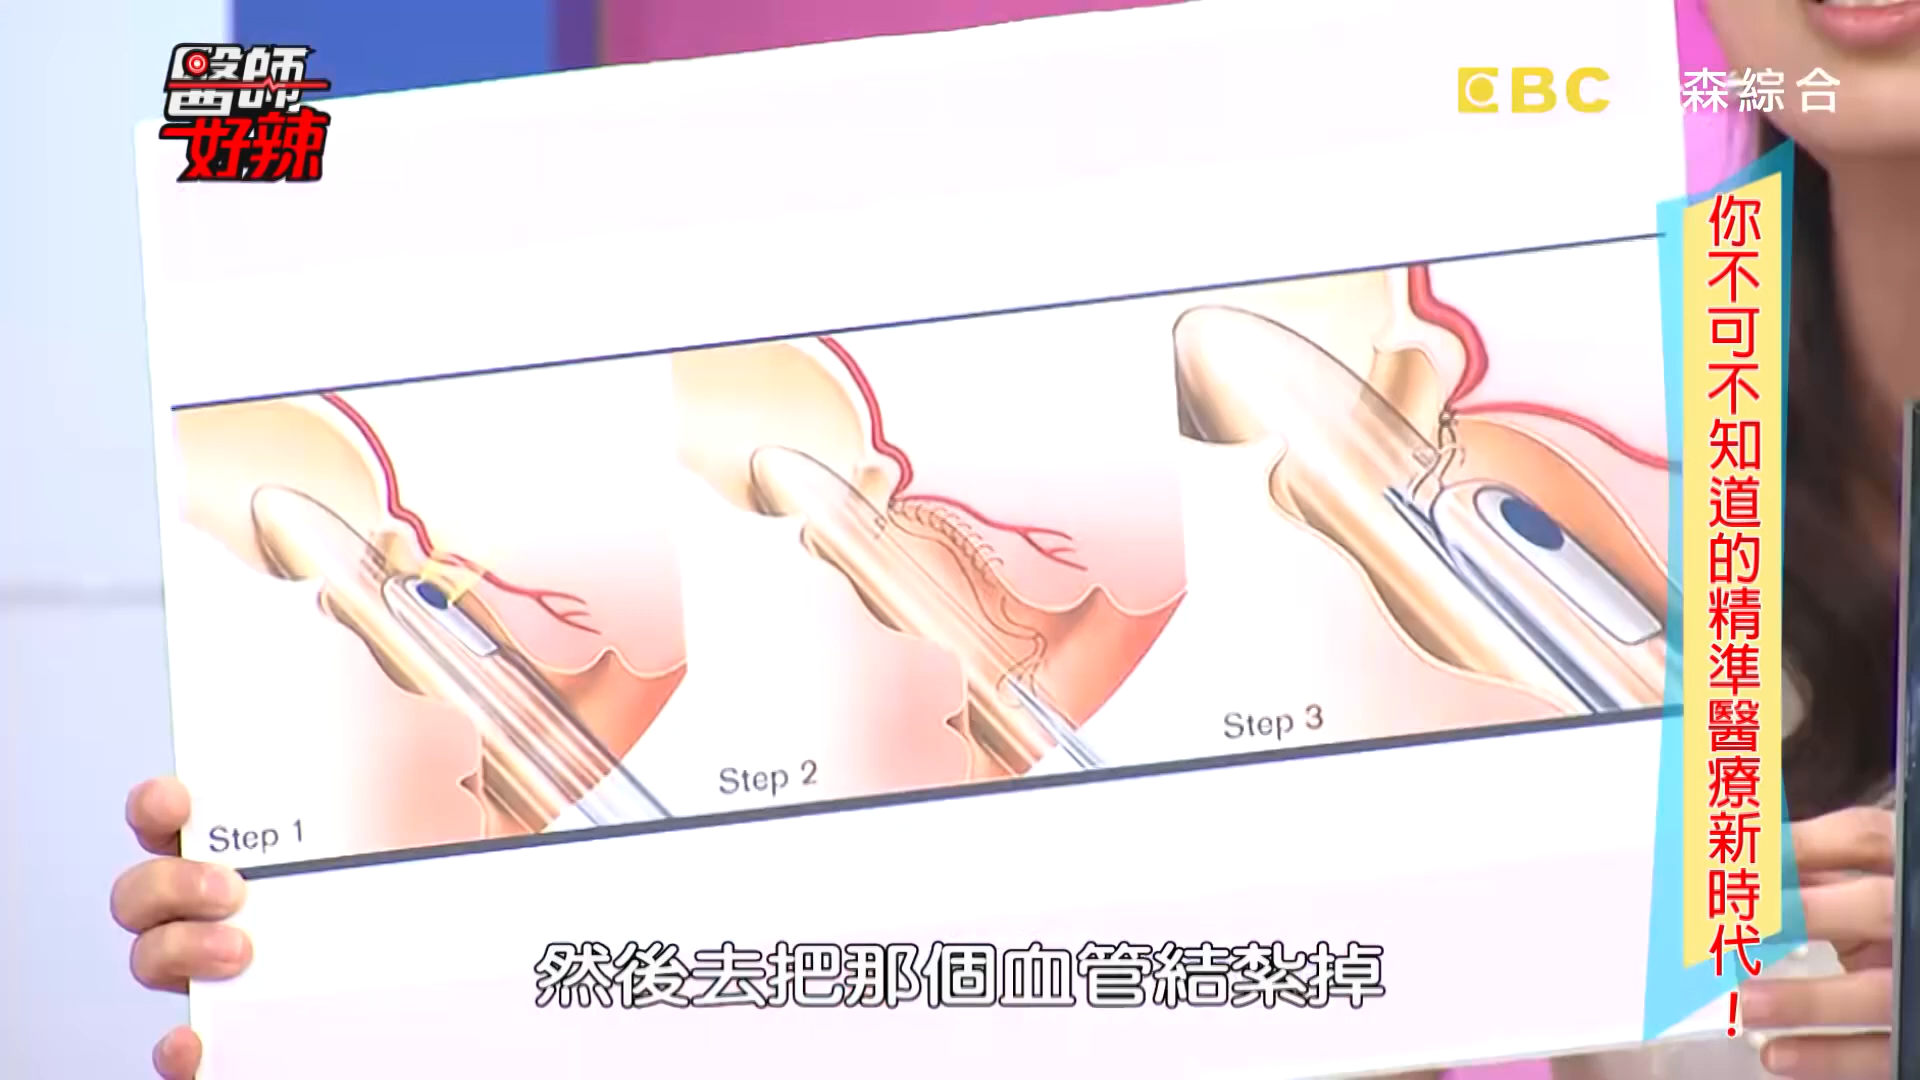 醫師
好辣
EBC 森綜合
你不可不知道的精準醫療新時代！
Step 1
Step 2
Step 3
然後去把那個血管結紮掉